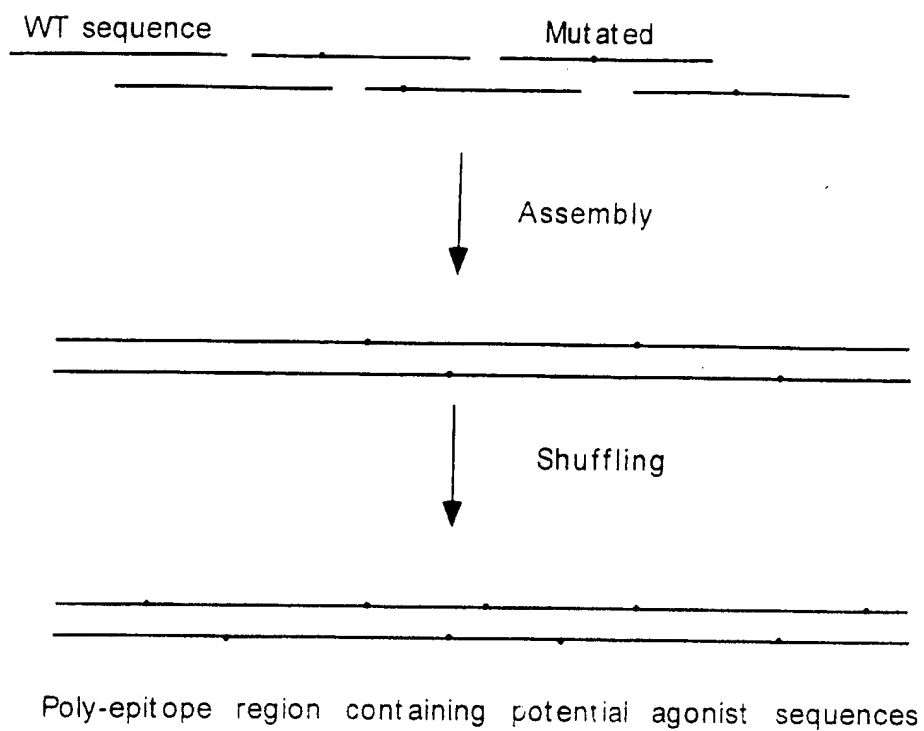 WT sequence
Mutated
Assembly
Shuffling
Poly-epitope region containing potential agonist sequences